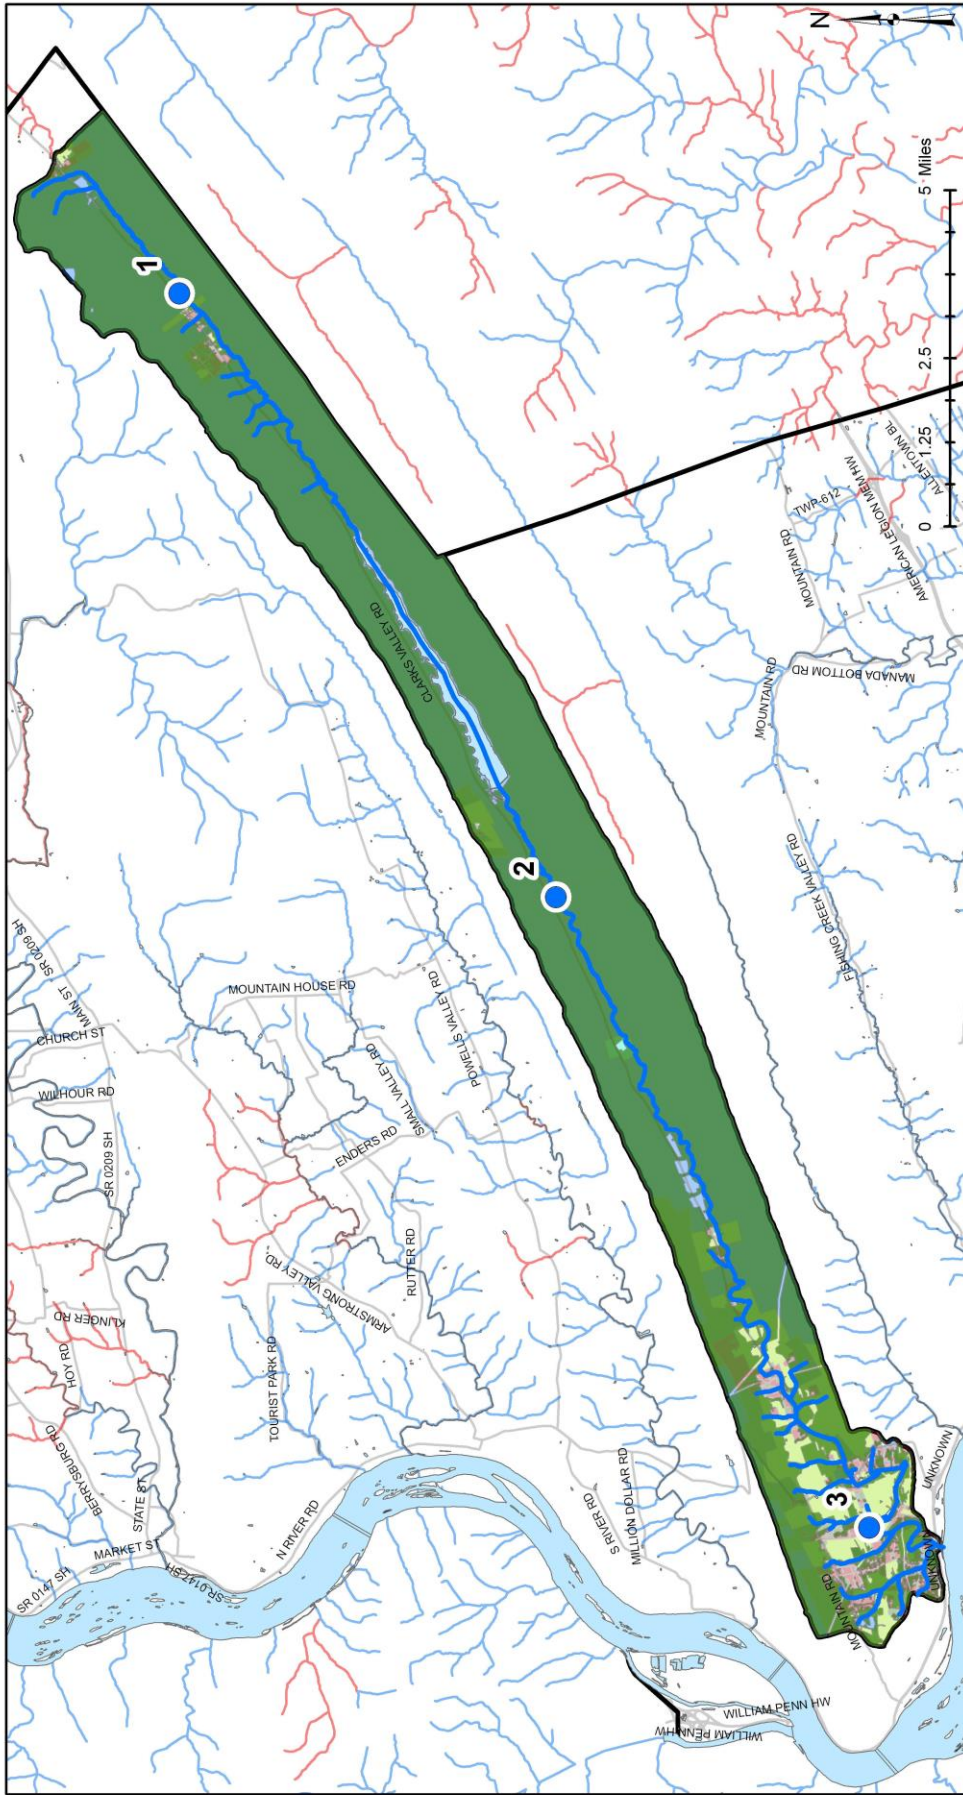 N
1
2
3
CLARKS VALLEY RD
SR 0209 SH
MAIN ST
CHURCH ST
WILHOUR RD
SR 0209 SH
MOUNTAIN HOUSE RD
SMALL VALLEY RD
POWELLS VALLEY RD
ENDERS RD
RUTTER RD
ARMSTRONG VALLEY RD
TOURIST PARK RD
KLINGER RD
HOY RD
BERRYSBURG RD
STATE ST
MARKET ST
SR 0147 SH
SR 0147 SH
N RIVER RD
S RIVER RD
MILLION DOLLAR RD
MOUNTAIN RD
UNKNOWN
UNKNOWN
WILLIAM PENN HW
WILLIAM PENN HW
FISHING CREEK VALLEY RD
MOUNTAIN RD
MANADA BOTTOM RD
MOUNTAIN RD
TWP-612
AMERICAN LEGION MEM HW
ALLENTOWN BL
0 1.25 2.5 5 Miles